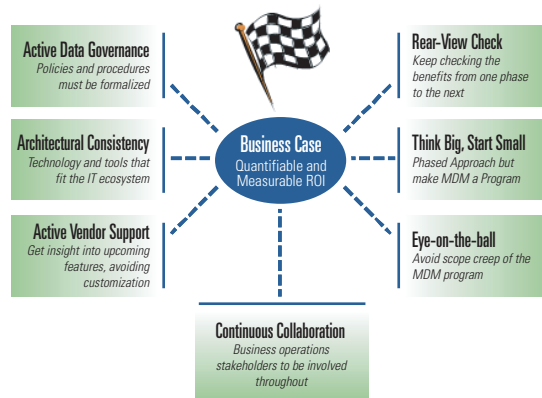 Active Data Governance
Policies and procedures
must be formalized
Architectural Consistency
Technology and tools that
fit the IT ecosystem
Active Vendor Support
Get insight into upcoming
features, avoiding
customization
Business Case
Quantifiable and
Measurable ROI
Rear-View Check
Keep checking the
benefits from one phase
to the next
Think Big, Start Small
Phased Approach but
make MDM a Program
Eye-on-the-ball
Avoid scope creep of the
MDM program
Continuous Collaboration
Business operations
stakeholders to be involved
throughout